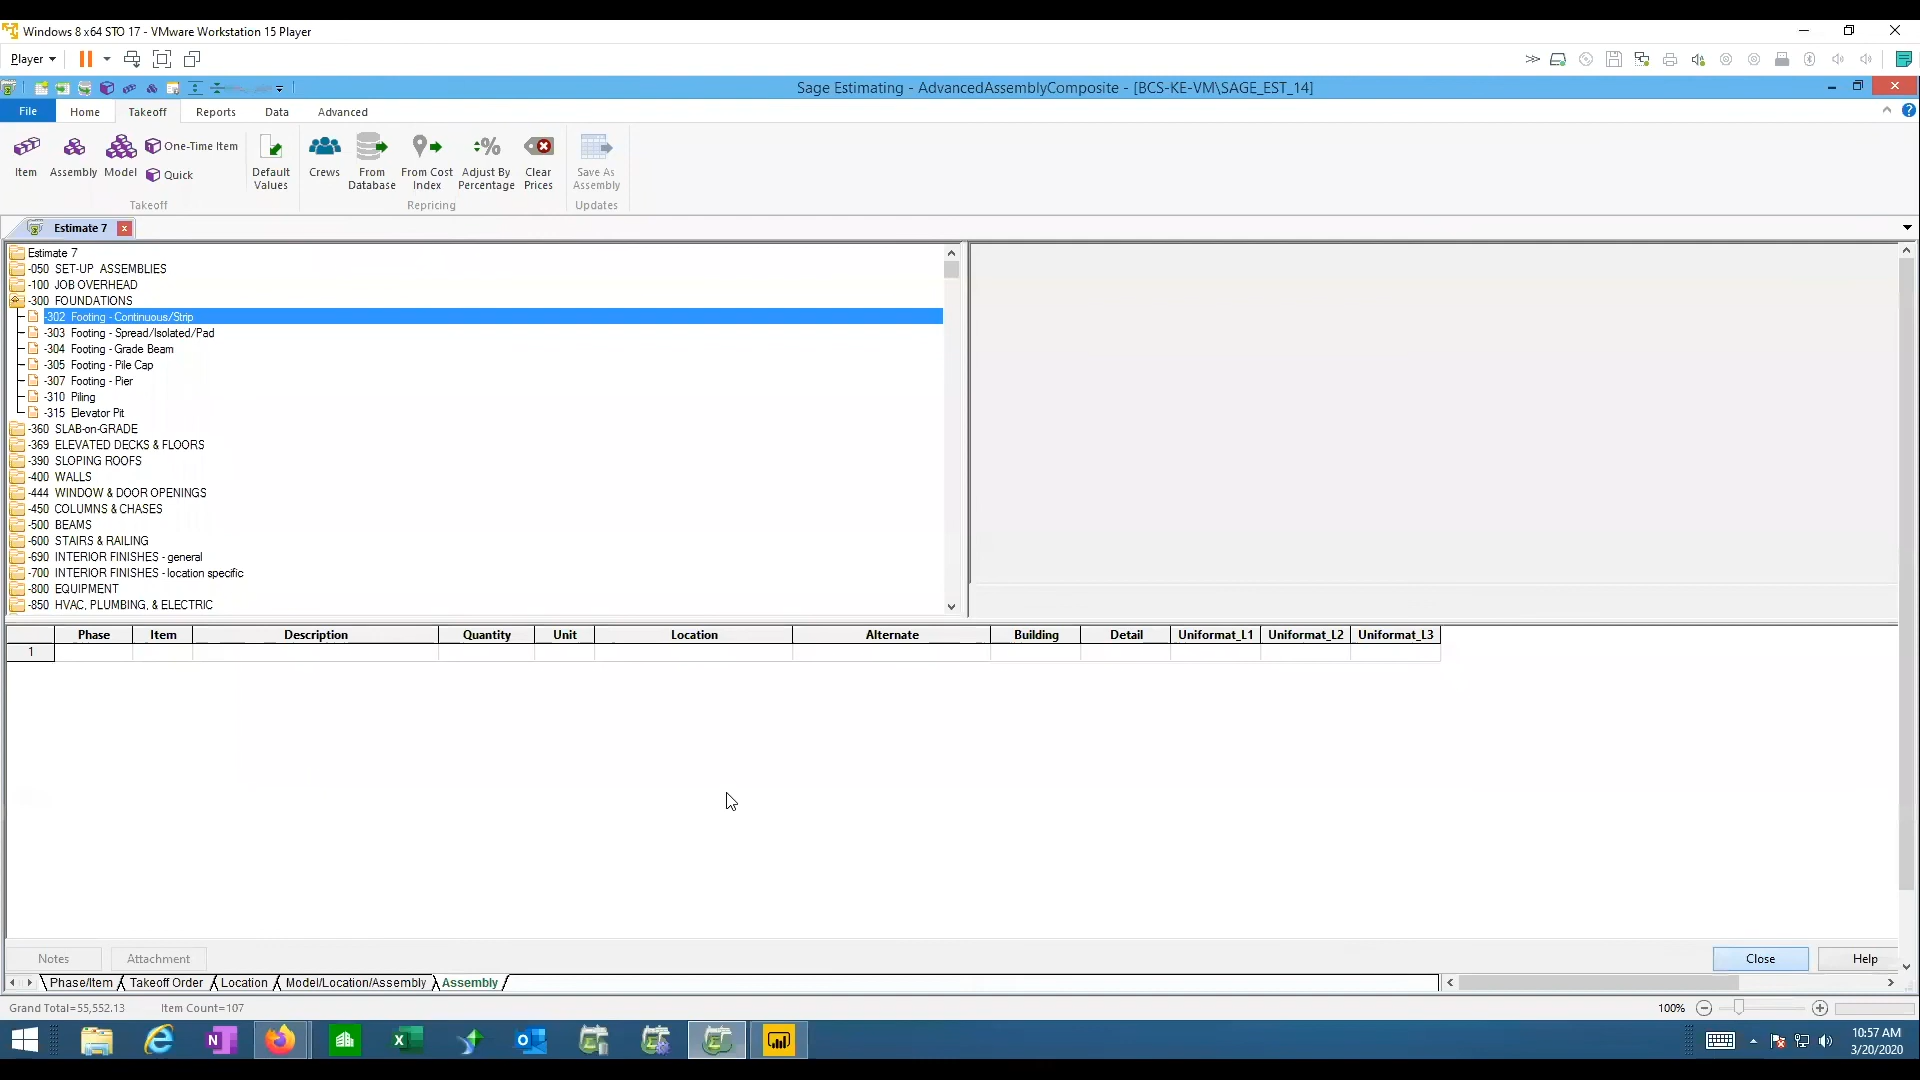 Windows 8 x64 STO 17 - VMware Workstation 15 Player
Player
Sage Estimating - AdvancedAssemblyComposite - [BCS-KE-VM\SAGE_EST_14]
File Home Takeoff Reports Data Advanced
Item Assembly Model
One-Time Item
Quick
Default Values
Crews
From Database
From Cost Index
Adjust By Percentage
Clear Prices
Save As Assembly
Takeoff Repricing Updates
Estimate 7
Estimate 7
-050 SET-UP ASSEMBLIES
-100 JOB OVERHEAD
-300 FOUNDATIONS
-302 Footing - Continuous/Strip
-303 Footing - Spread/Isolated/Pad
-304 Footing - Grade Beam
-305 Footing - Pile Cap
-307 Footing - Pier
-310 Piling
-315 Elevator Pit
-360 SLAB-on-GRADE
-369 ELEVATED DECKS & FLOORS
-390 SLOPING ROOFS
-400 WALLS
-444 WINDOW & DOOR OPENINGS
-450 COLUMNS & CHASES
-500 BEAMS
-600 STAIRS & RAILING
-690 INTERIOR FINISHES - general
-700 INTERIOR FINISHES - location specific
-800 EQUIPMENT
-850 HVAC, PLUMBING, & ELECTRIC
Phase Item Description Quantity Unit Location Alternate Building Detail Uniformat_L1 Uniformat_L2 Uniformat_L3
1
Notes Attachment Close Help
Phase/Item Takeoff Order Location Model/Location/Assembly Assembly
Grand Total=55,552.13 Item Count=107 100%
10:57 AM
3/20/2020